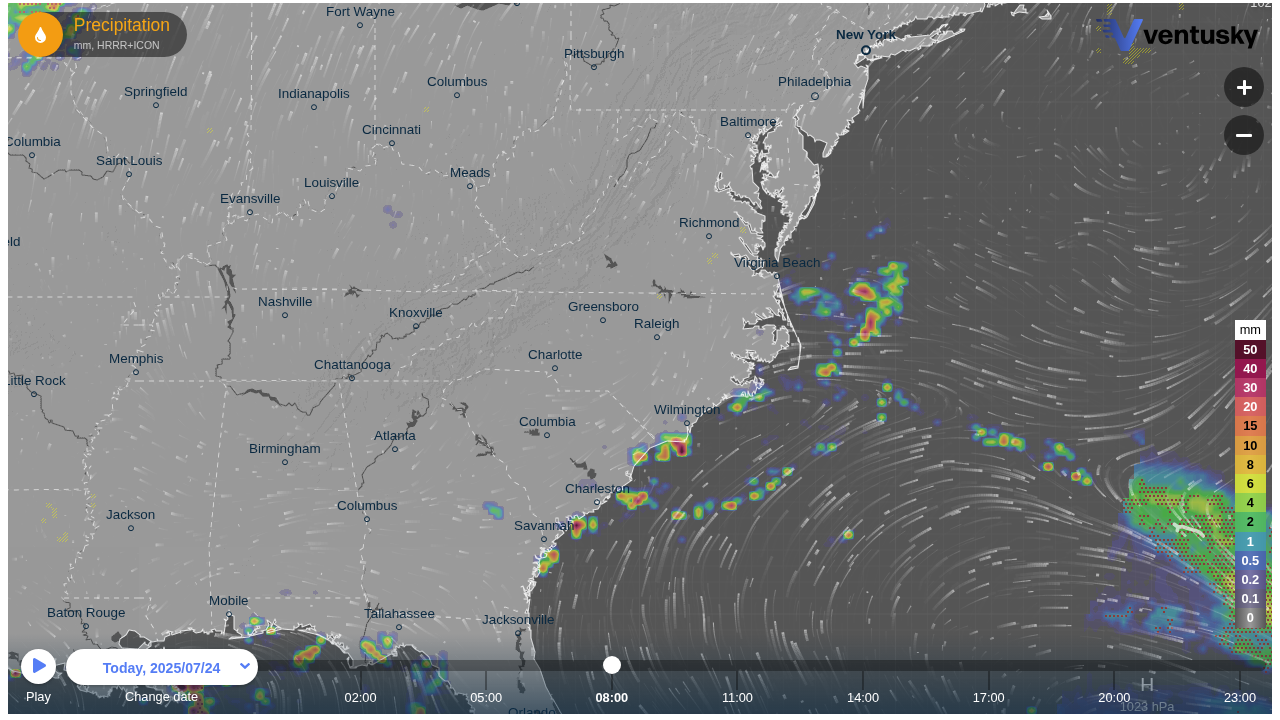 Precipitation
mm, HRRR+ICON
Fort Wayne
102
New York
ventusky
Pittsburgh
Springfield
Indianapolis
Columbus
Philadelphia
+
−
Columbia
Cincinnati
Baltimore
Saint Louis
Meads
Louisville
Evansville
Richmond
eld
Virginia Beach
Nashville
Knoxville
Greensboro
Raleigh
Memphis
Chattanooga
Charlotte
Little Rock
Columbia
Wilmington
Birmingham
Atlanta
Charleston
Jackson
Columbus
Savannah
Baton Rouge
Mobile
Tallahassee
Jacksonville
Orlando
mm
50
40
30
20
15
10
8
6
4
2
1
0.5
0.2
0.1
0
Today, 2025/07/24
Play
Change date
02:00
05:00
08:00
11:00
14:00
17:00
20:00
23:00
H
1023 hPa